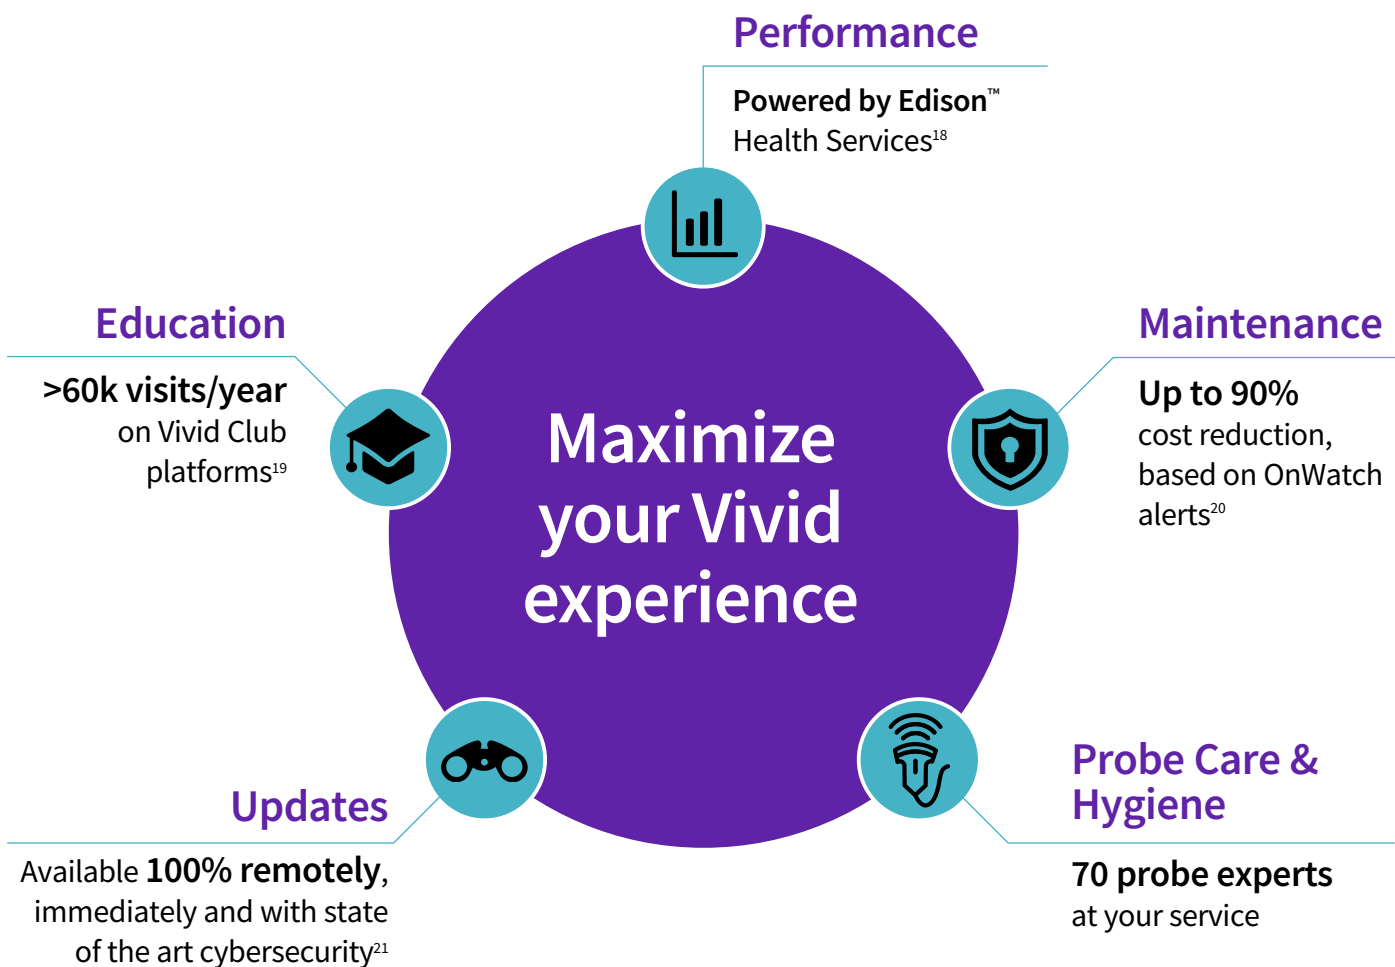 Performance
Powered by Edison™
Health Services18
Education
>60k visits/year
on Vivid Club
platforms19
Maximize
your Vivid
experience
Maintenance
Up to 90%
cost reduction,
based on OnWatch
alerts20
Updates
Available 100% remotely,
immediately and with state
of the art cybersecurity21
Probe Care &
Hygiene
70 probe experts
at your service